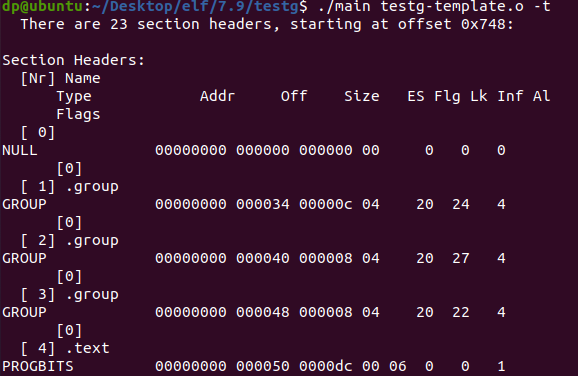 dp@ubuntu:~/Desktop/elf/7.9/testg$ ./main testg-template.o -t
  There are 23 section headers, starting at offset 0x748:

Section Headers:
  [Nr] Name
       Type              Addr     Off    Size   ES Flg Lk Inf Al
       Flags
  [ 0]
NULL               00000000 000000 000000 00     0   0   0
       [0]
  [ 1] .group
GROUP              00000000 000034 00000c 04    20  24   4
       [0]
  [ 2] .group
GROUP              00000000 000040 000008 04    20  27   4
       [0]
  [ 3] .group
GROUP              00000000 000048 000008 04    20  22   4
       [0]
  [ 4] .text
PROGBITS           00000000 000050 0000dc 00 06  0   0   1